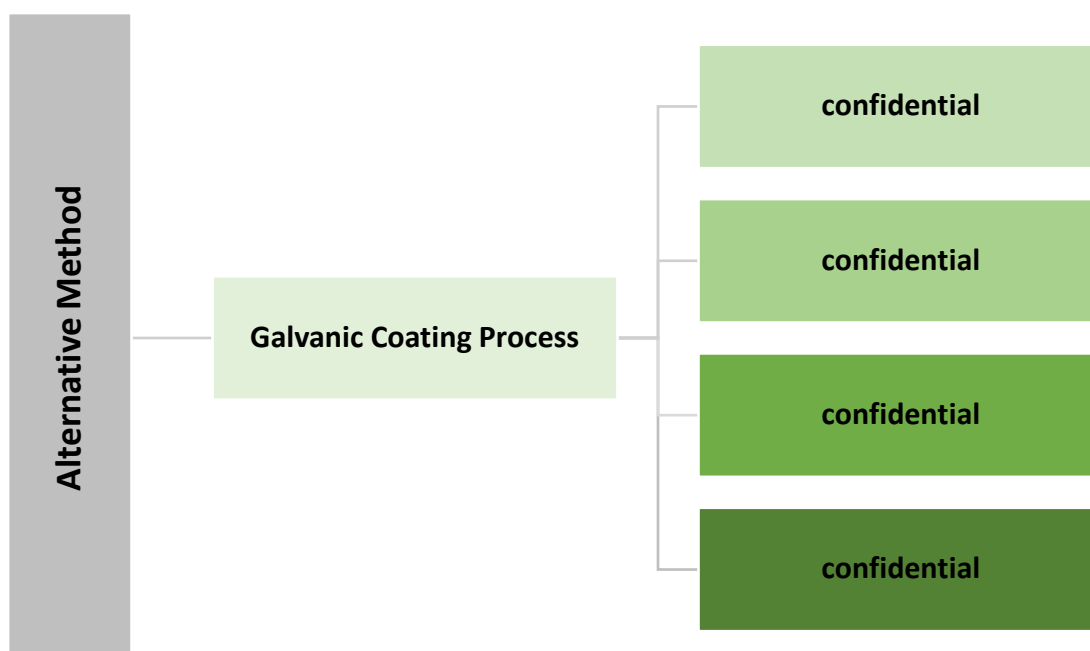 Alternative Method
Galvanic Coating Process
confidential
confidential
confidential
confidential